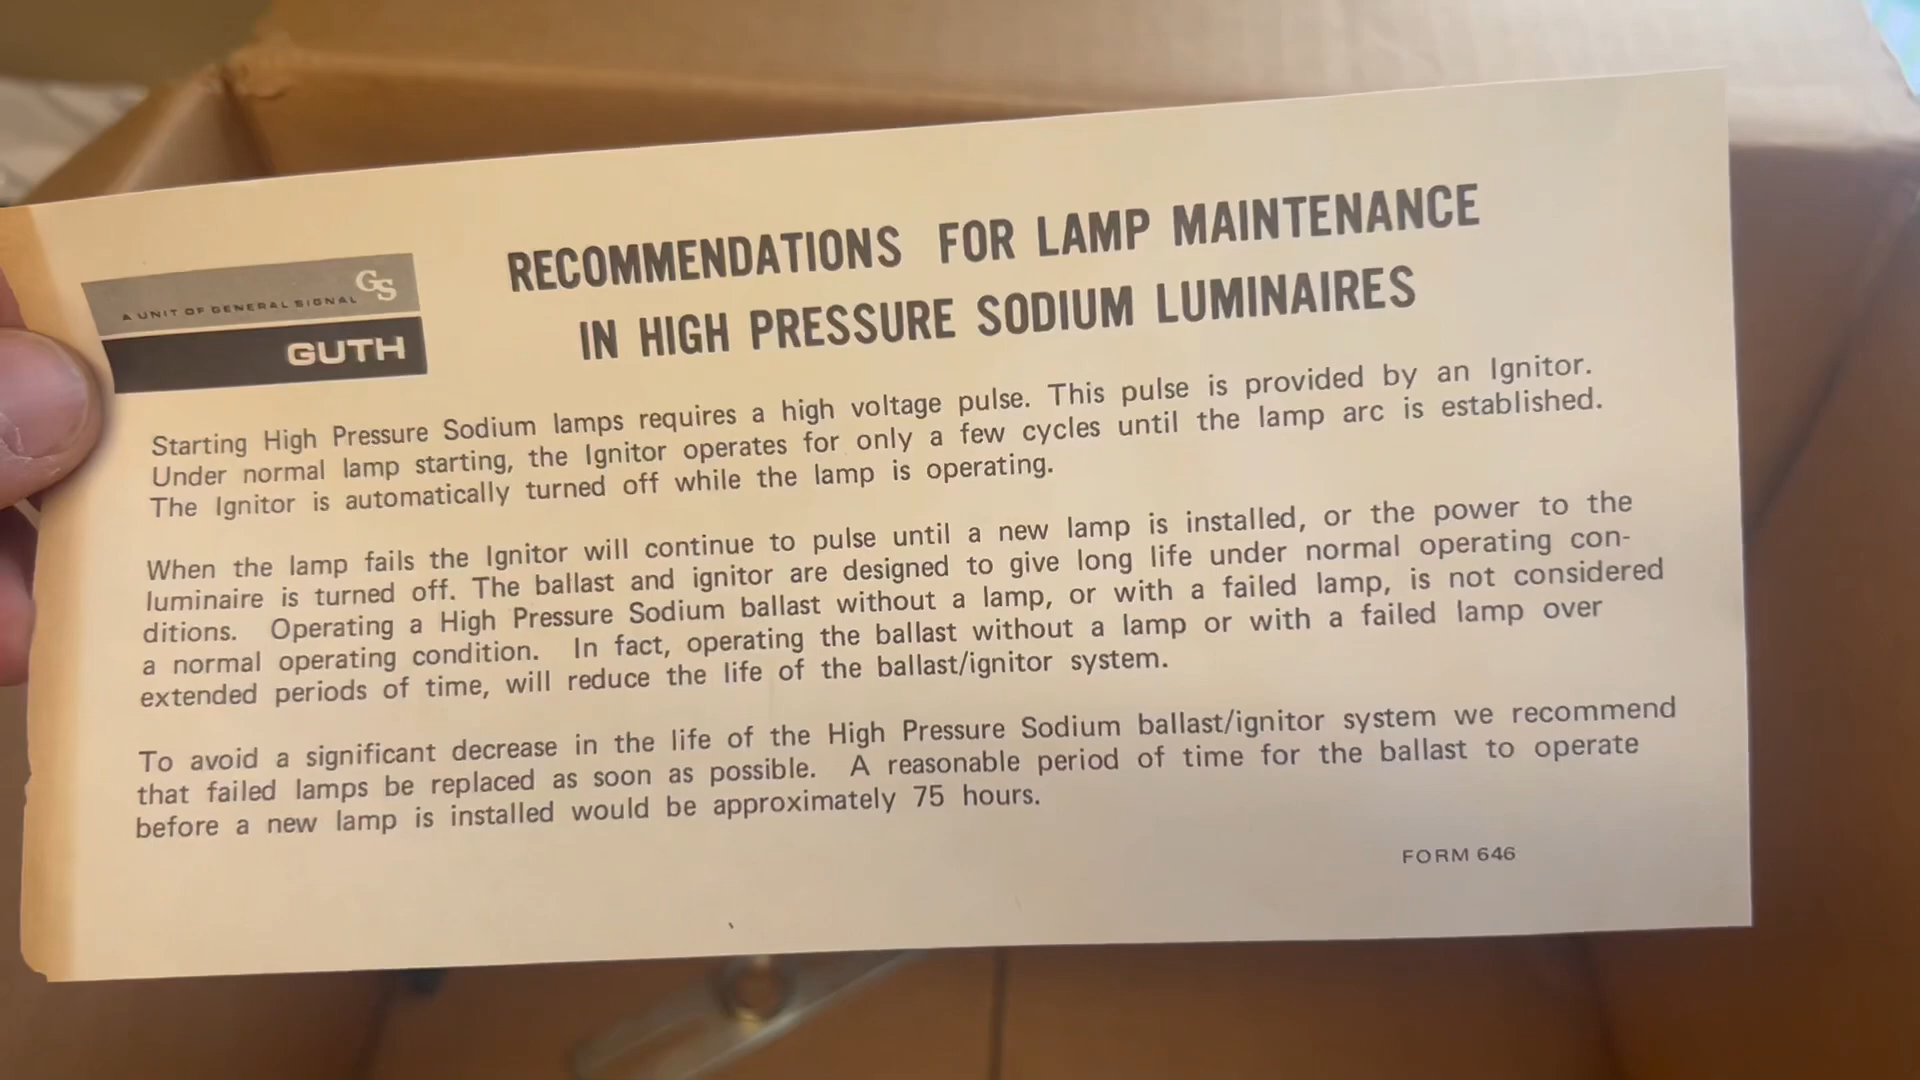 GS
A UNIT OF GENERAL SIGNAL
GUTH
RECOMMENDATIONS FOR LAMP MAINTENANCE
IN HIGH PRESSURE SODIUM LUMINAIRES
Starting High Pressure Sodium lamps requires a high voltage pulse. This pulse is provided by an Ignitor.
Under normal lamp starting, the Ignitor operates for only a few cycles until the lamp arc is established.
The Ignitor is automatically turned off while the lamp is operating.
When the lamp fails the Ignitor will continue to pulse until a new lamp is installed, or the power to the
luminaire is turned off. The ballast and ignitor are designed to give long life under normal operating con-
ditions. Operating a High Pressure Sodium ballast without a lamp, or with a failed lamp, is not considered
a normal operating condition. In fact, operating the ballast without a lamp or with a failed lamp over
extended periods of time, will reduce the life of the ballast/ignitor system.
To avoid a significant decrease in the life of the High Pressure Sodium ballast/ignitor system we recommend
that failed lamps be replaced as soon as possible. A reasonable period of time for the ballast to operate
before a new lamp is installed would be approximately 75 hours.
FORM 646